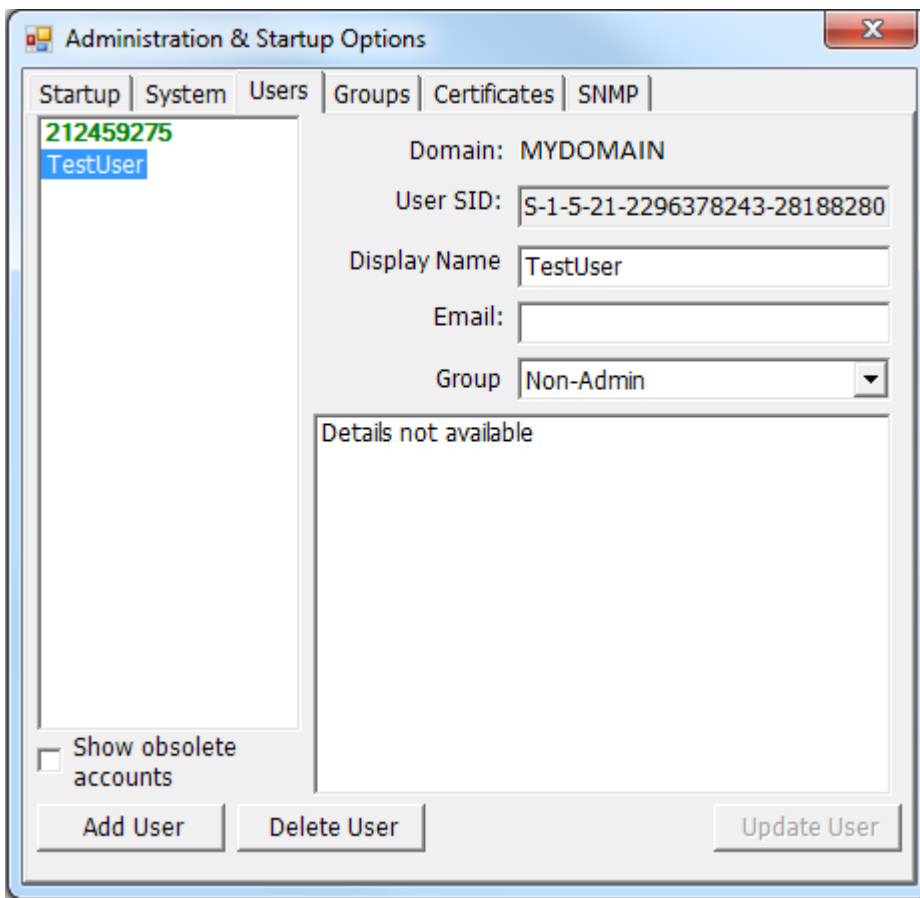 Administration & Startup Options
Startup System Users Groups Certificates SNMP
212459275
TestUser
Domain: MYDOMAIN
User SID: S-1-5-21-2296378243-28188280
Display Name TestUser
Email:
Group Non-Admin
Details not available
Show obsolete
accounts
Add User Delete User Update User